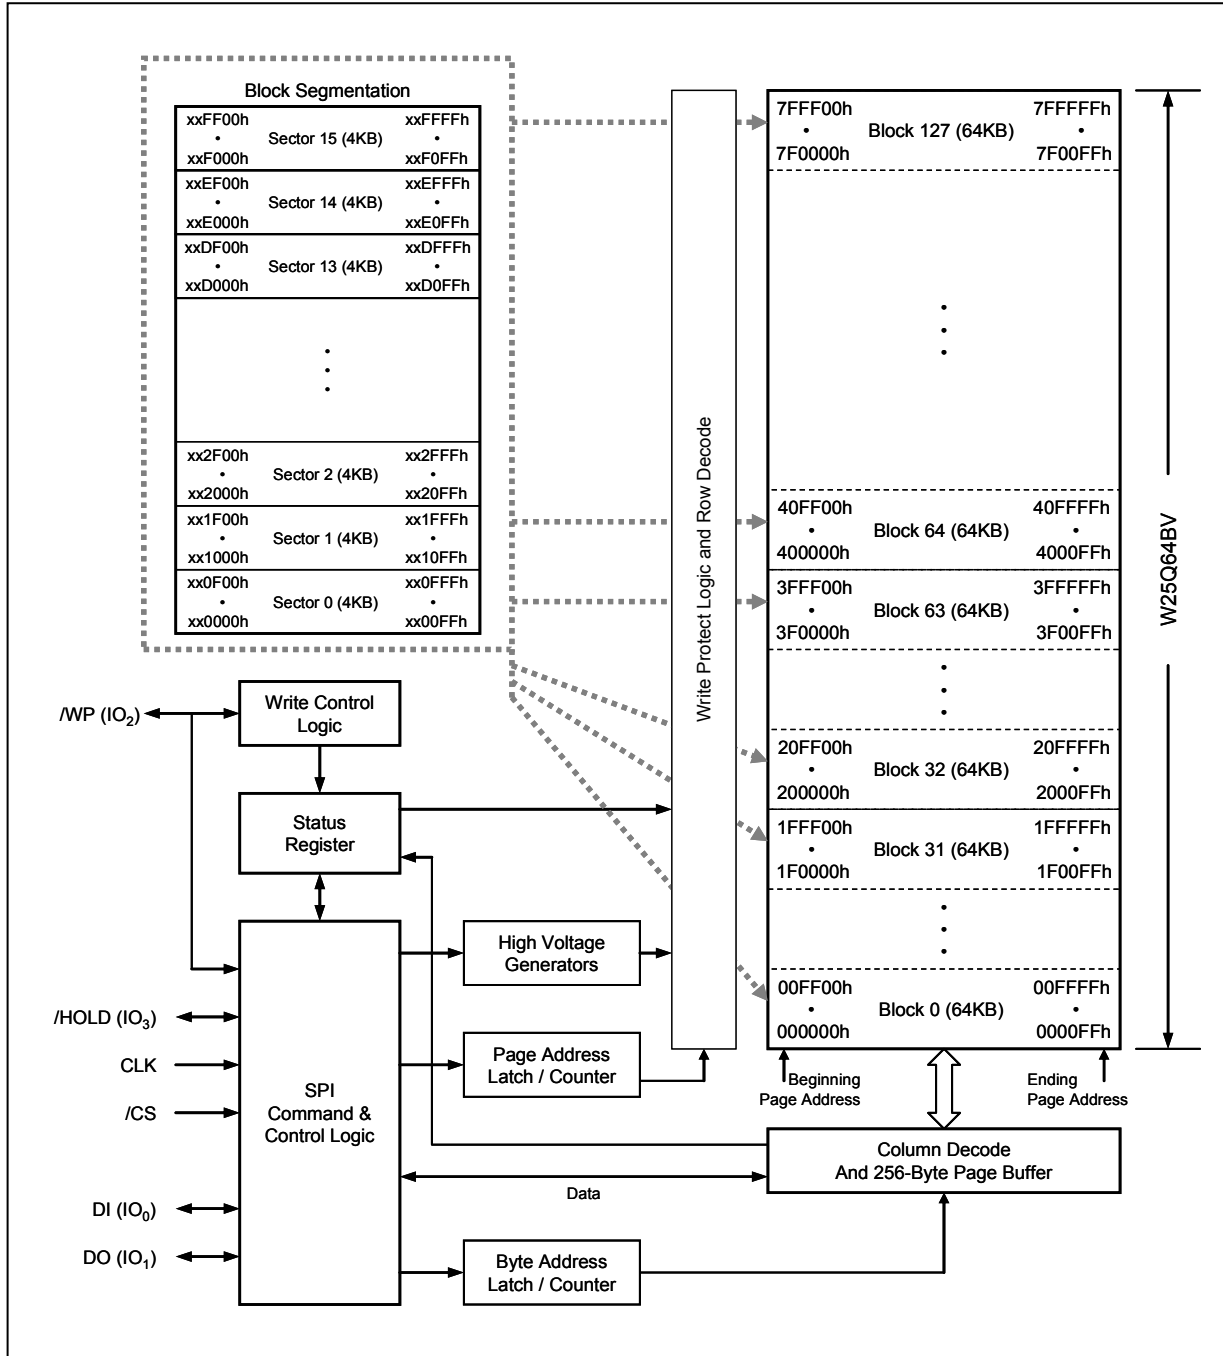 Block Segmentation
xxFF00h xxFFFFh
• Sector 15 (4KB) •
xxF000h xxF0FFh
xxEF00h xxEFFFh
• Sector 14 (4KB) •
xxE000h xxE0FFh
xxDF00h xxDFFFh
• Sector 13 (4KB) •
xxD000h xxD0FFh
xx2F00h xx2FFFh
• Sector 2 (4KB) •
xx2000h xx20FFh
xx1F00h xx1FFFh
• Sector 1 (4KB) •
xx1000h xx10FFh
xx0F00h xx0FFFh
• Sector 0 (4KB) •
xx0000h xx00FFh
Write Protect Logic and Row Decode
7FFF00h 7FFFFFh
• Block 127 (64KB) •
7F0000h 7F00FFh
40FF00h 40FFFFh
• Block 64 (64KB) •
400000h 4000FFh
3FFF00h 3FFFFFh
• Block 63 (64KB) •
3F0000h 3F00FFh
20FF00h 20FFFFh
• Block 32 (64KB) •
200000h 2000FFh
1FFF00h 1FFFFFh
• Block 31 (64KB) •
1F0000h 1F00FFh
00FF00h 00FFFFh
• Block 0 (64KB) •
000000h 0000FFh
W25Q64BV
Beginning
Page Address
Ending
Page Address
/WP (IO2)
Write Control
Logic
Status
Register
/HOLD (IO3)
CLK
/CS
DI (IO0)
DO (IO1)
SPI
Command &
Control Logic
High Voltage
Generators
Page Address
Latch / Counter
Column Decode
And 256-Byte Page Buffer
Data
Byte Address
Latch / Counter